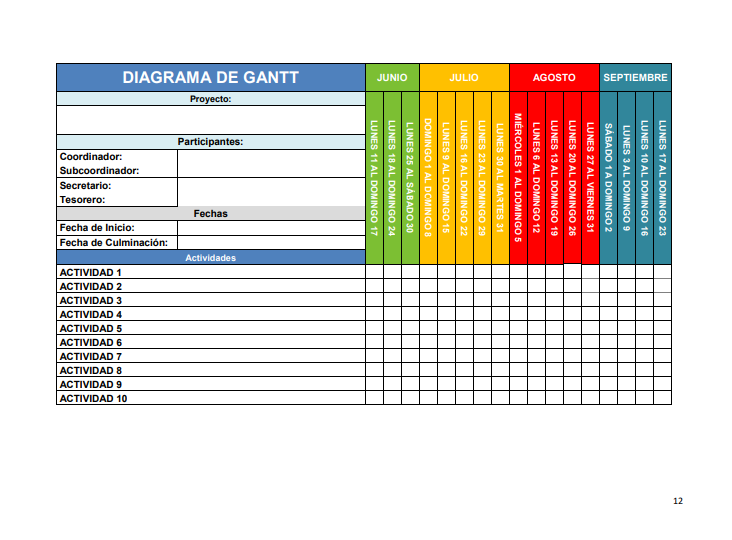 DIAGRAMA DE GANTT
JUNIO
JULIO
AGOSTO
SEPTIEMBRE
Proyecto:
Participantes:
Coordinador:
Subcoordinador:
Secretario:
Tesorero:
Fechas
Fecha de Inicio:
Fecha de Culminación:
LUNES 11 AL DOMINGO 17
LUNES 18 AL DOMINGO 24
LUNES 25 AL SÁBADO 30
DOMINGO 1 AL DOMINGO 8
LUNES 9 AL DOMINGO 15
LUNES 16 AL DOMINGO 22
LUNES 23 AL DOMINGO 29
LUNES 30 AL MARTES 31
MIÉRCOLES 1 AL DOMINGO 5
LUNES 6 AL DOMINGO 12
LUNES 13 AL DOMINGO 19
LUNES 20 AL DOMINGO 26
LUNES 27 AL VIERNES 31
SÁBADO 1 A DOMINGO 2
LUNES 3 AL DOMINGO 9
LUNES 10 AL DOMINGO 16
LUNES 17 AL DOMINGO 23
Actividades
ACTIVIDAD 1
ACTIVIDAD 2
ACTIVIDAD 3
ACTIVIDAD 4
ACTIVIDAD 5
ACTIVIDAD 6
ACTIVIDAD 7
ACTIVIDAD 8
ACTIVIDAD 9
ACTIVIDAD 10
12